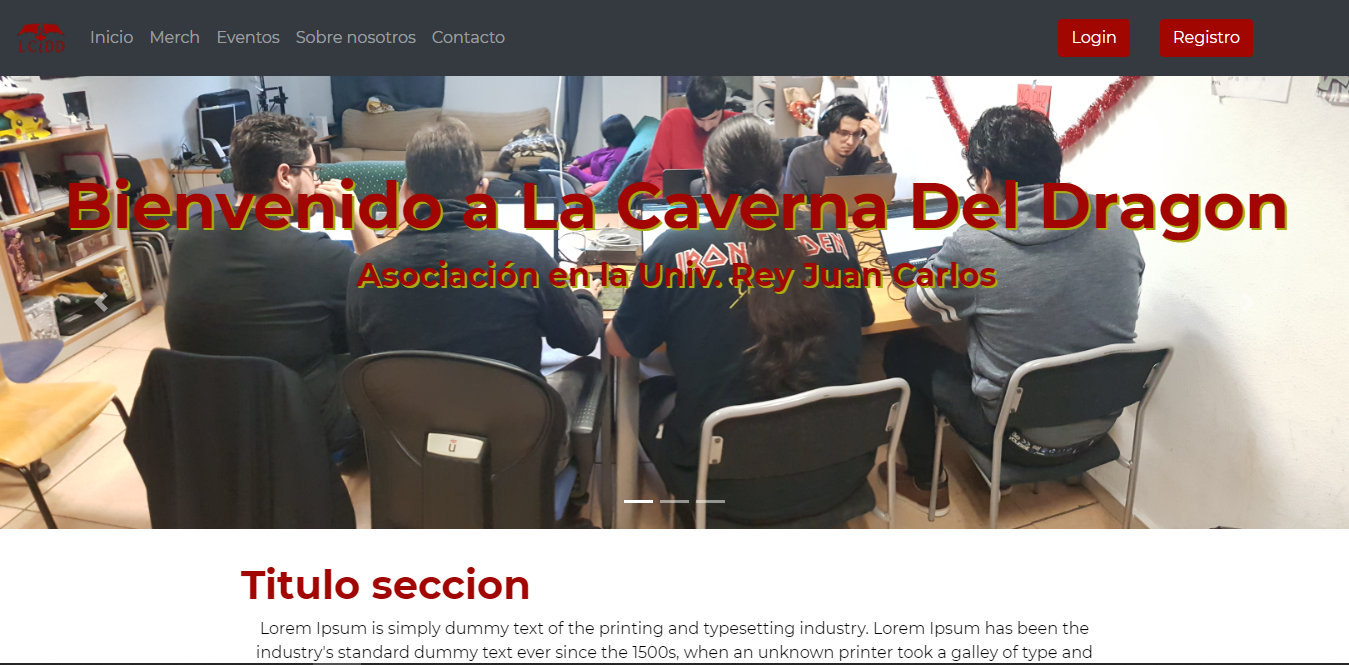 LCIDD
Inicio Merch Eventos Sobre nosotros Contacto Login Registro
Bienvenido a La Caverna Del Dragon
Asociación en la Univ. Rey Juan Carlos
IRON MAIDEN
Titulo seccion
Lorem Ipsum is simply dummy text of the printing and typesetting industry. Lorem Ipsum has been the
industry's standard dummy text ever since the 1500s, when an unknown printer took a galley of type and